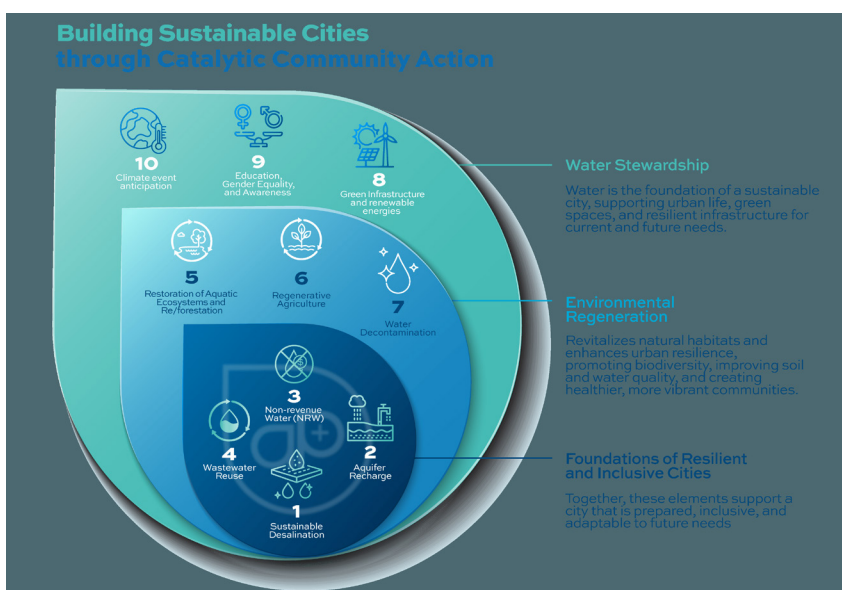 Building Sustainable Cities
through Catalytic Community Action
10
Climate event
anticipation
9
Education,
Gender Equality,
and Awareness
8
Green Infrastructure
and renewable
energies
Water Stewardship
Water is the foundation of a sustainable
city, supporting urban life, green
spaces, and resilient infrastructure for
current and future needs.
5
Restoration of Aquatic
Ecosystems and
Re/forestation
6
Regenerative
Agriculture
7
Water
Decontamination
Environmental
Regeneration
Revitalizes natural habitats and
enhances urban resilience,
promoting biodiversity, improving soil
and water quality, and creating
healthier, more vibrant communities.
3
Non-revenue
Water (NRW)
4
Wastewater
Reuse
2
Aquifer
Recharge
1
Sustainable
Desalination
Foundations of Resilient
and Inclusive Cities
Together, these elements support a
city that is prepared, inclusive, and
adaptable to future needs